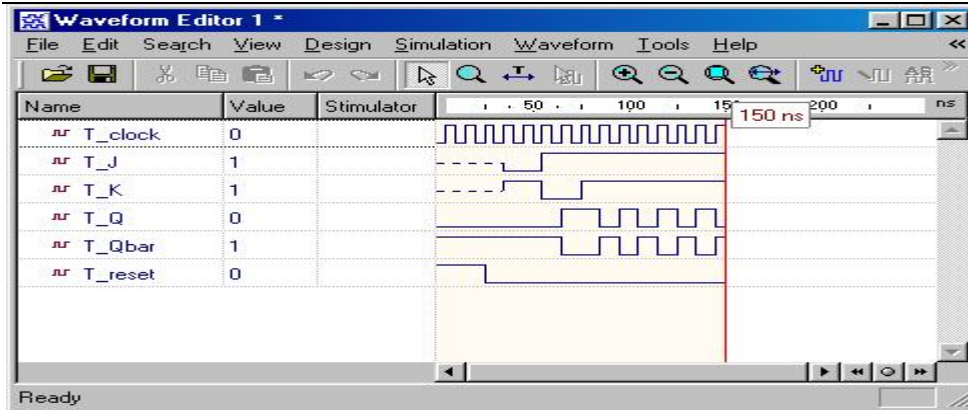 Waveform Editor 1 *
File Edit Search View Design Simulation Waveform Tools Help
Name Value Stimulator 50 100 200 ns
150 ns
T_clock 0
T_J 1
T_K 1
T_Q 0
T_Qbar 1
T_reset 0
Ready